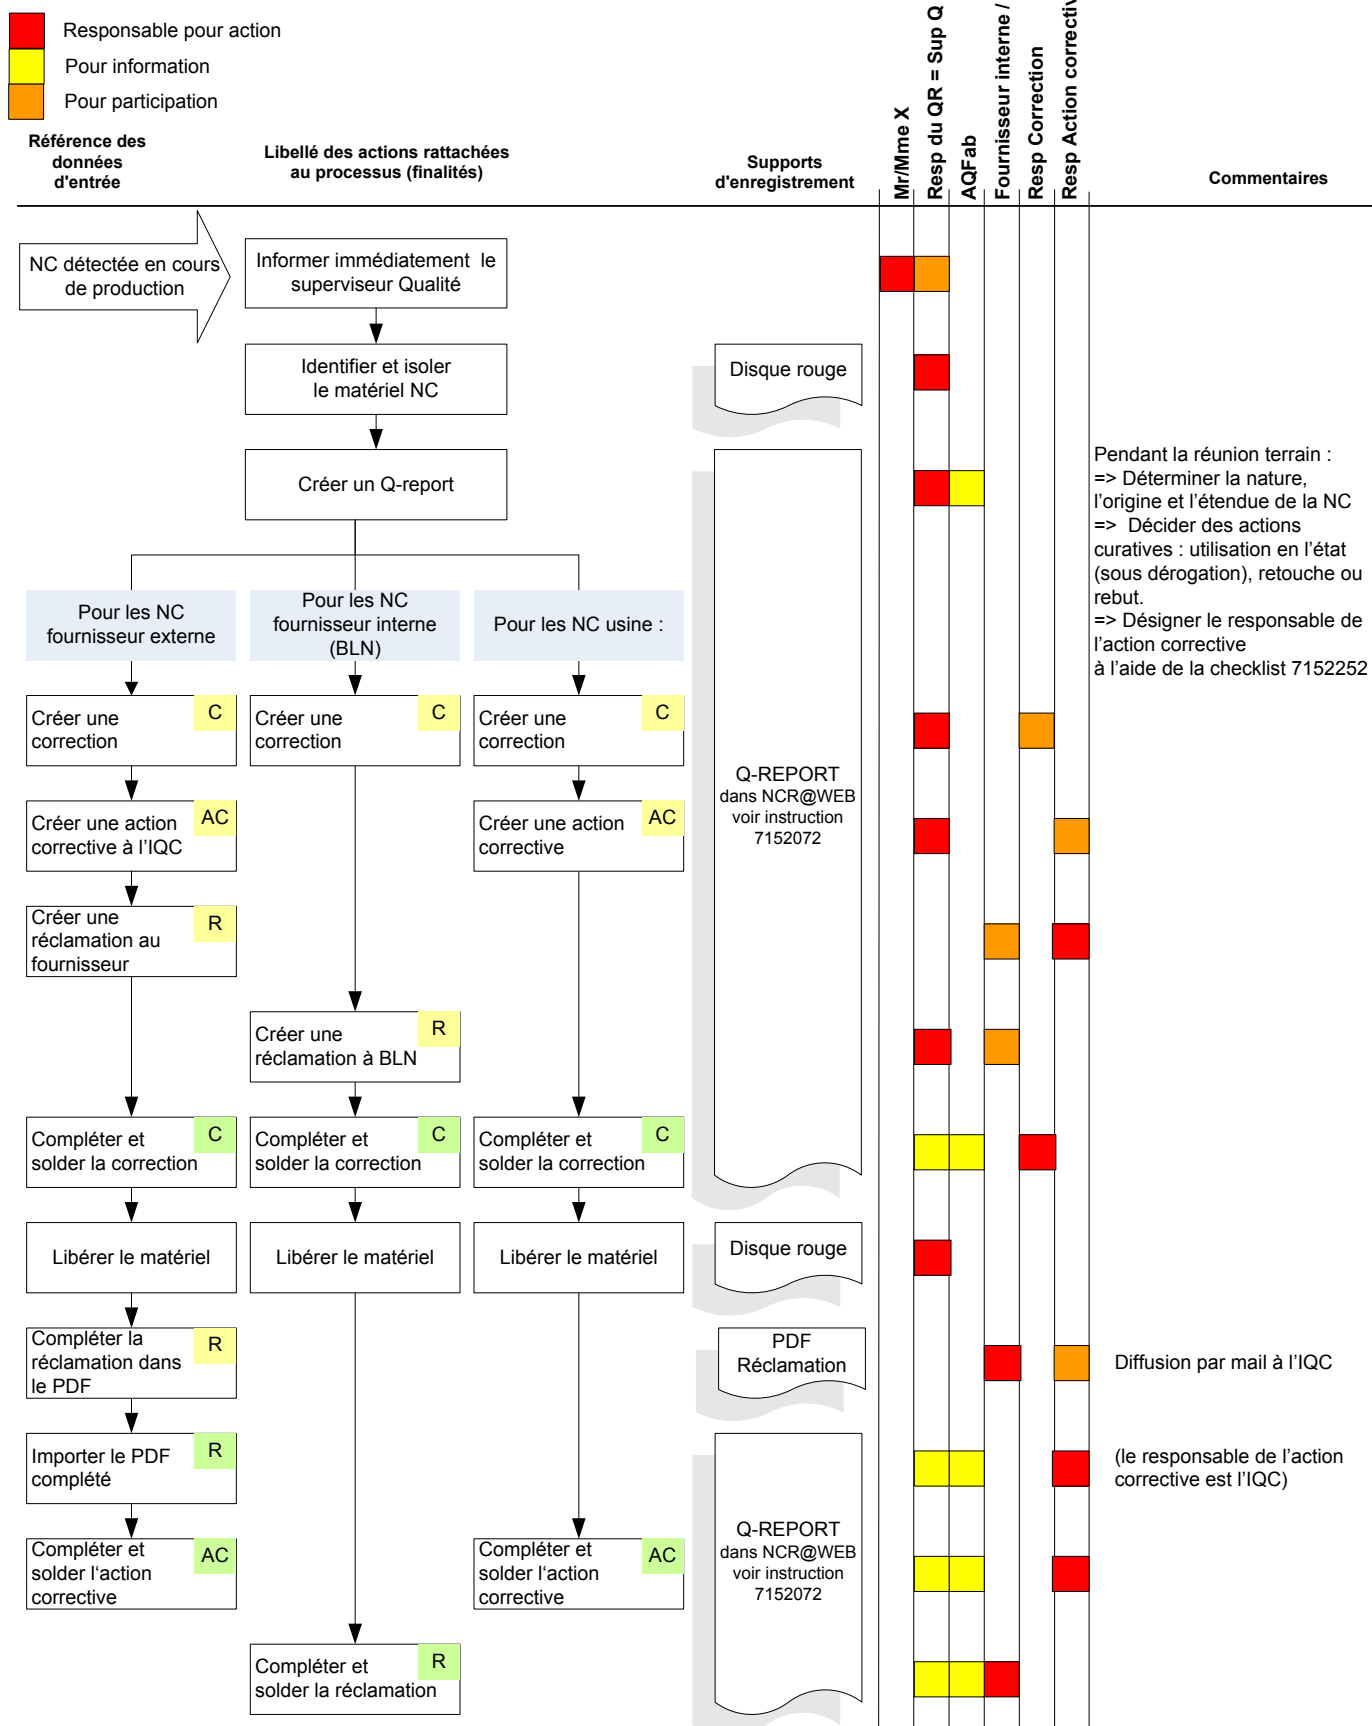 Responsable pour action
Pour information
Pour participation
Référence des
données
d'entrée
Libellé des actions rattachées
au processus (finalités)
Supports
d'enregistrement
Mr/Mme X
Resp du QR = Sup Q
AQFab
Fournisseur interne /
Resp Correction
Resp Action corrective
Commentaires
NC détectée en cours
de production
Informer immédiatement le
superviseur Qualité
Identifier et isoler
le matériel NC
Disque rouge
Créer un Q-report
Pendant la réunion terrain :
=> Déterminer la nature,
l'origine et l'étendue de la NC
=> Décider des actions
curatives : utilisation en l'état
(sous dérogation), retouche ou
rebut.
=> Désigner le responsable de
l'action corrective
à l'aide de la checklist 7152252
Pour les NC
fournisseur externe
Pour les NC
fournisseur interne
(BLN)
Pour les NC usine :
Créer une
correction
C
Créer une
correction
C
Créer une
correction
C
Q-REPORT
dans NCR@WEB
voir instruction
7152072
Créer une action
corrective à l'IQC
AC
Créer une action
corrective
AC
Créer une
réclamation au
fournisseur
R
Créer une
réclamation à BLN
R
Compléter et
solder la correction
C
Compléter et
solder la correction
C
Compléter et
solder la correction
C
Libérer le matériel
Libérer le matériel
Libérer le matériel
Disque rouge
Compléter la
réclamation dans
le PDF
R
PDF
Réclamation
Diffusion par mail à l'IQC
Importer le PDF
complété
R
(le responsable de l'action
corrective est l'IQC)
Compléter et
solder l'action
corrective
AC
Compléter et
solder l'action
corrective
AC
Q-REPORT
dans NCR@WEB
voir instruction
7152072
Compléter et
solder la réclamation
R